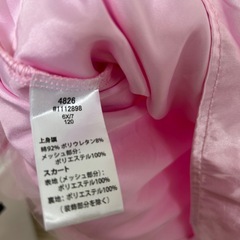 4826
81112898
6X/7
120
上身頃
綿92% ポリウレタン8%
メッシュ部分:
ポリエステル100%
スカート
表地 (メッシュ部分):
ポリエステル100%
裏地: ポリエステル100%
(装飾部分を除く)